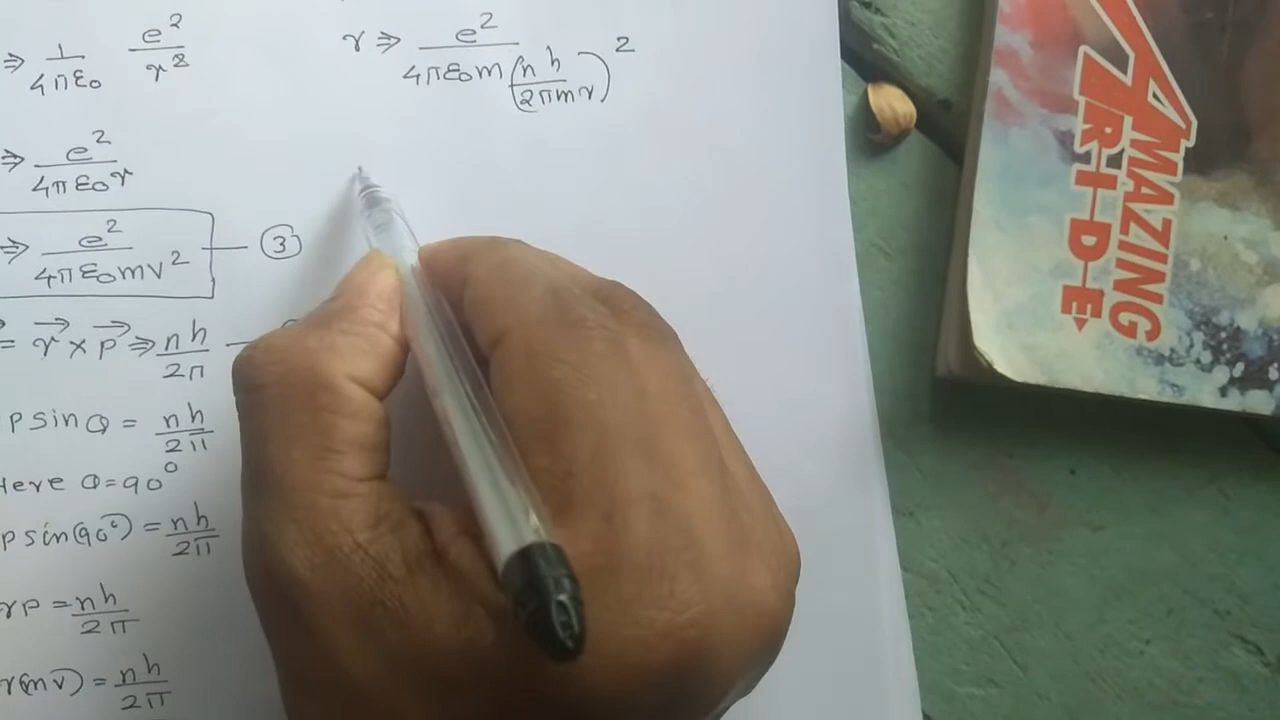 ⇒ 1/4πε₀ e²/r²
⇒ e²/4πε₀r
⇒ e²/4πε₀mv² — ③
= r⃗ × p⃗ ⇒ nh/2π —
p sin θ = nh/2π
Here θ = 90°
p sin(90°) = nh/2π
rp = nh/2π
r(mv) = nh/2π
r ⇒ e²/4πε₀m(nh/2πmr)²
AMAZING
RIDE